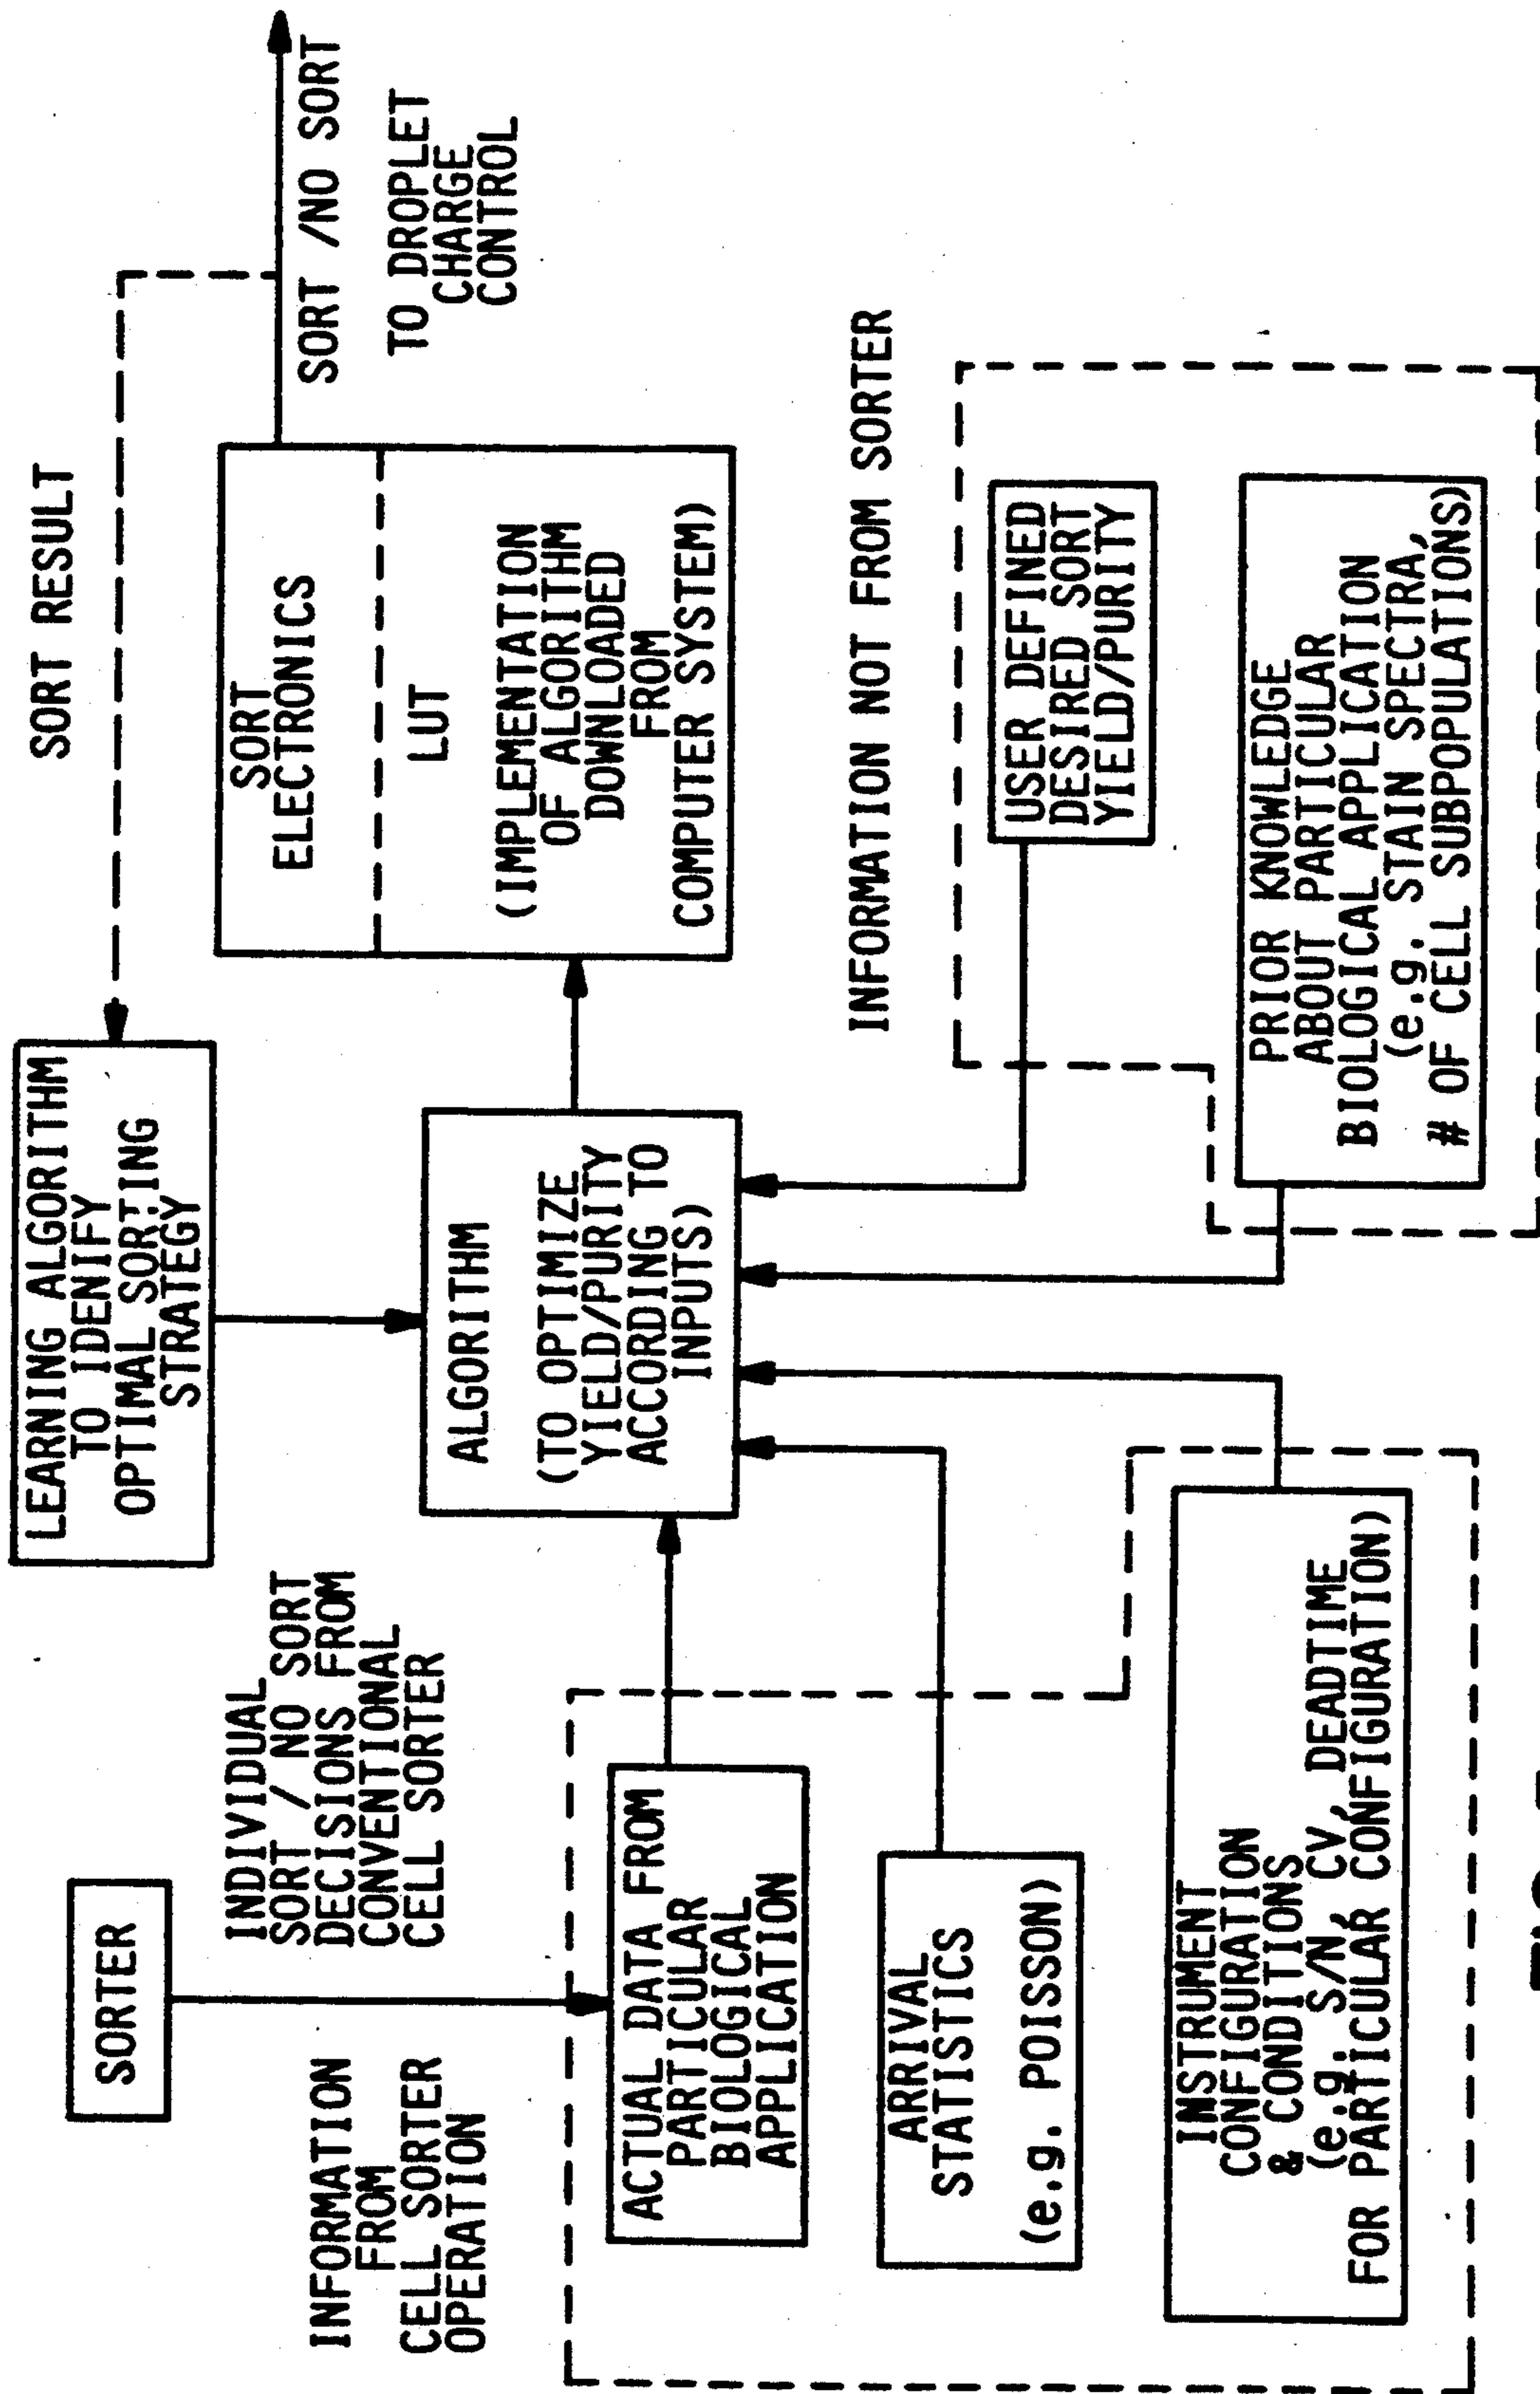 SORTER
INDIVIDUAL
SORT / NO SORT
DECISIONS FROM
CONVENTIONAL
CELL SORTER
INFORMATION
FROM
CELL SORTER
OPERATION
LEARNING ALGORITHM
TO IDENIFY
OPTIMAL SORTING
STRATEGY
SORT RESULT
ACTUAL DATA FROM
PARTICULAR
BIOLOGICAL
APPLICATION
ALGORITHM
(TO OPTIMIZE
YIELD/PURITY
ACCORDING TO
INPUTS)
SORT
ELECTRONICS
LUT
(IMPLEMENTATION
OF ALGORITHM
DOWNLOADED
FROM
COMPUTER SYSTEM)
SORT /NO SORT
TO DROPLET
CHARGE
CONTROL
ARRIVAL
STATISTICS
(e.g. POISSON)
INSTRUMENT
CONFIGURATION
& CONDITIONS
(e.g. S/N, CV, DEADTIME
FOR PARTICULAR CONFIGURATION)
INFORMATION NOT FROM SORTER
USER DEFINED
DESIRED SORT
YIELD/PURITY
PRIOR KNOWLEDGE
ABOUT PARTICULAR
BIOLOGICAL APPLICATION
(e.g. STAIN SPECTRA,
# OF CELL SUBPOPULATIONS)